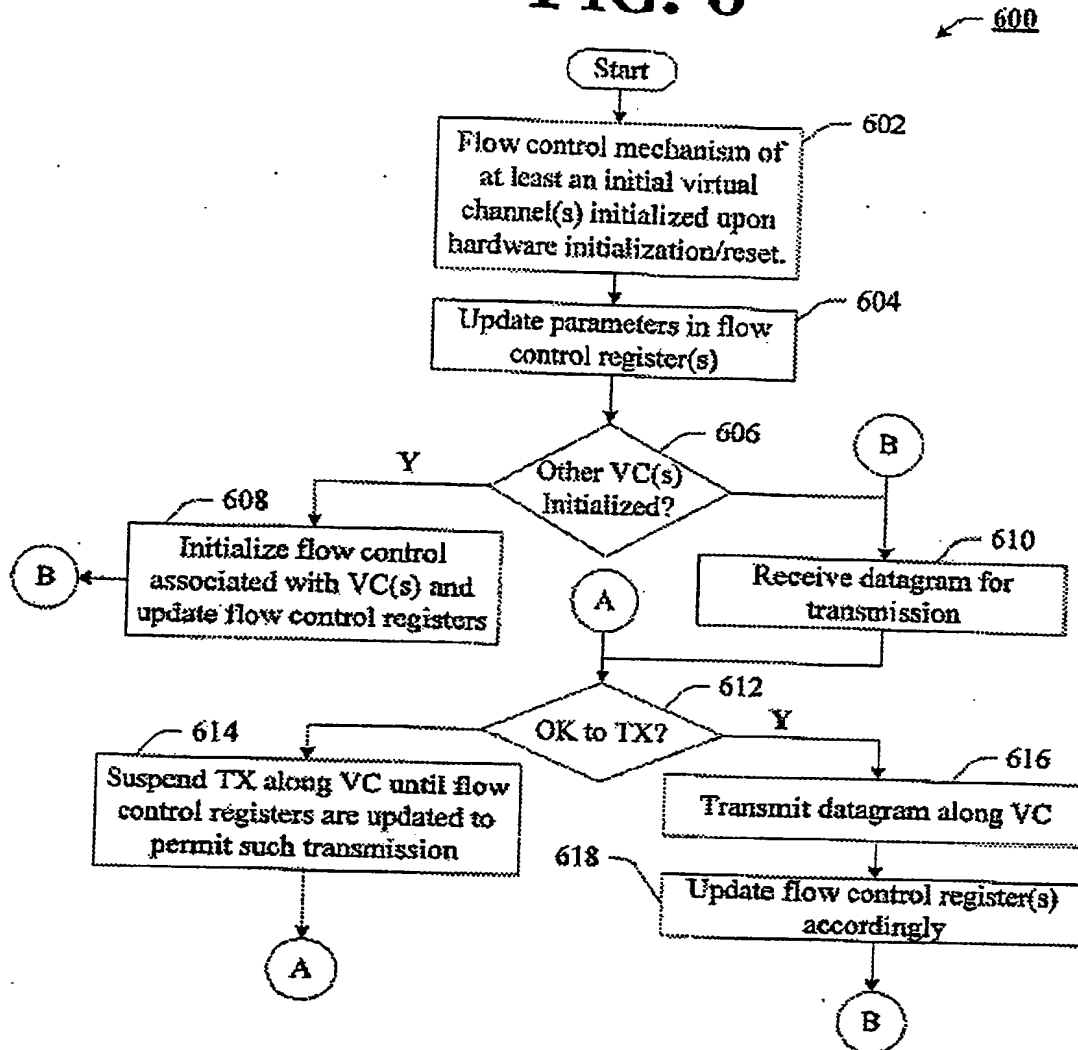 FIG. 6
600
Start
602
Flow control mechanism of
at least an initial virtual
channel(s) initialized upon
hardware initialization/reset.
604
Update parameters in flow
control register(s)
606
Other VC(s)
Initialized?
Y
B
608
Initialize flow control
associated with VC(s) and
update flow control registers
B
610
Receive datagram for
transmission
A
612
OK to TX?
Y
614
Suspend TX along VC until flow
control registers are updated to
permit such transmission
616
Transmit datagram along VC
618
Update flow control register(s)
accordingly
A
B